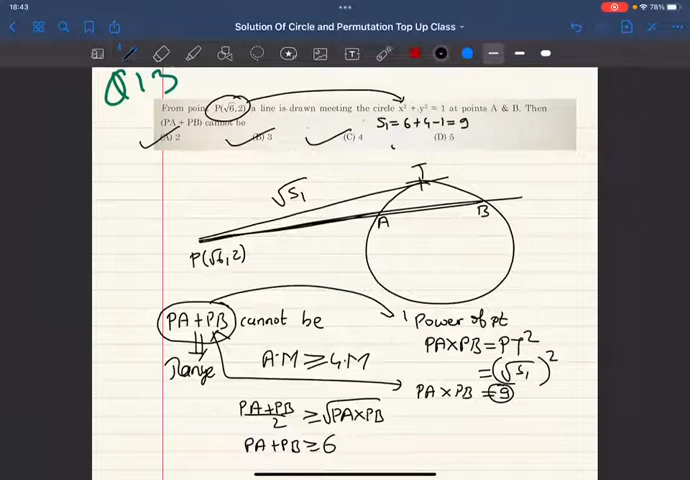 18:43
78%
Solution Of Circle and Permutation Top Up Class
Q13
From point P(√6, 2) a line is drawn meeting the circle x² + y² = 1 at points A & B. Then
(PA + PB) cannot be
S₁ = 6 + 4 - 1 = 9
(A) 2 (B) 3 (C) 4 (D) 5
T
√S₁
A
B
P(√6, 2)
PA + PB cannot be
Range
A·M ≥ G·M
PA + PB / 2 ≥ √PA × PB
PA + PB ≥ 6
Power of pt
PA × PB = PT²
= (√S₁)²
PA × PB = 9